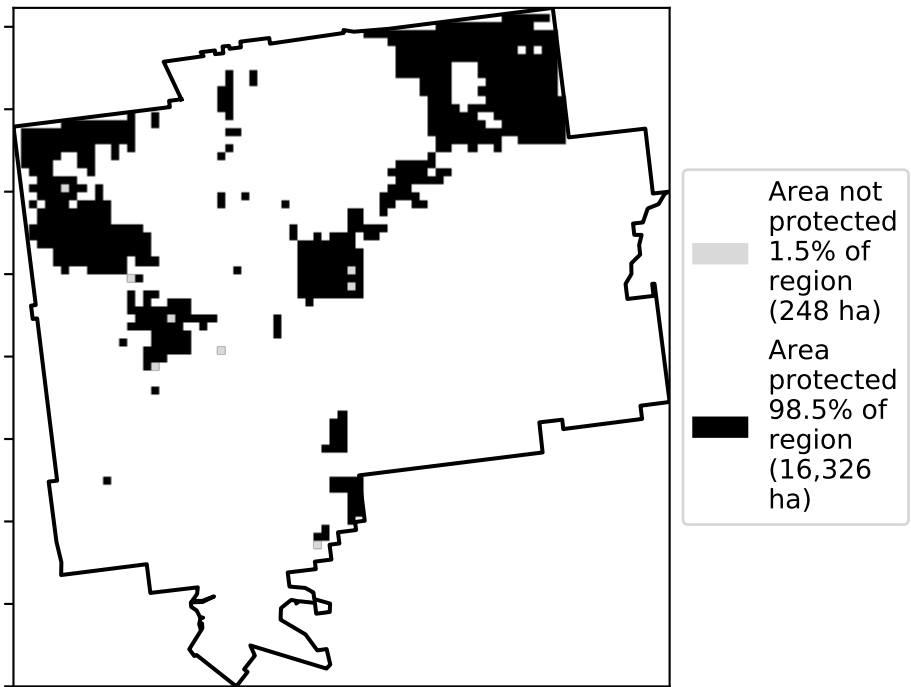 Area not
protected
1.5% of
region
(248 ha)
Area
protected
98.5% of
region
(16,326
ha)